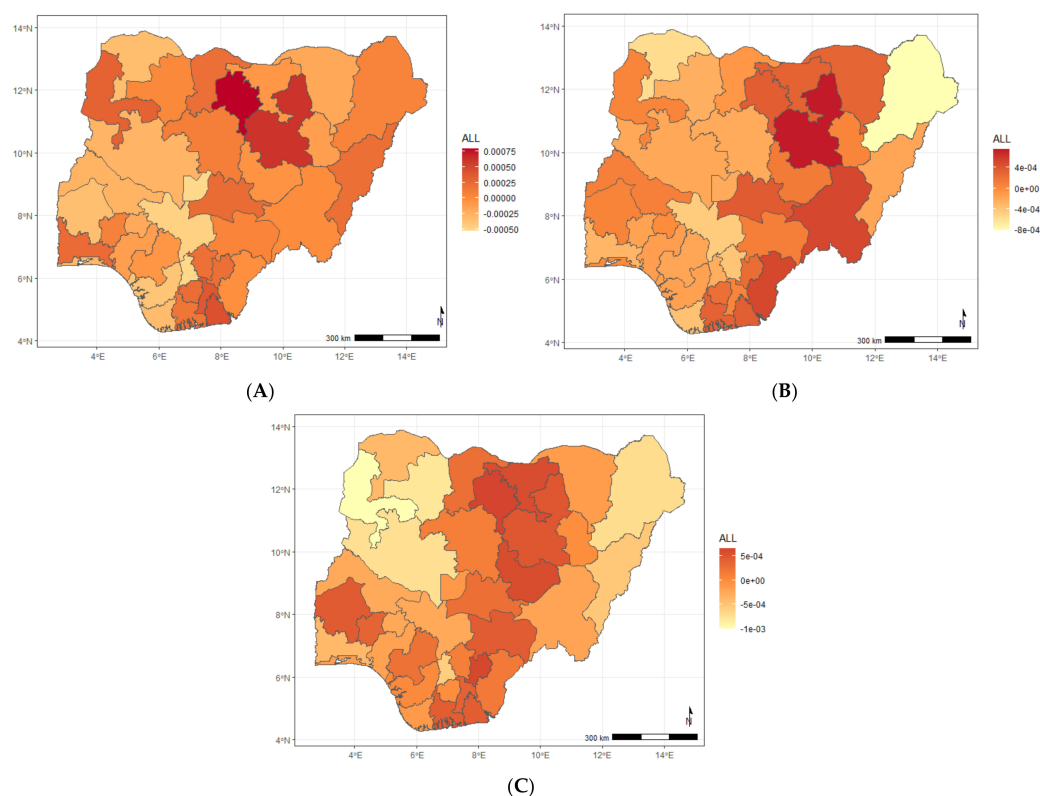 14°N
12°N
10°N
8°N
6°N
4°N
4°E 6°E 8°E 10°E 12°E 14°E
ALL
0.00075
0.00050
0.00025
0.00000
-0.00025
-0.00050
N
300 km
(A)
14°N
12°N
10°N
8°N
6°N
4°N
4°E 6°E 8°E 10°E 12°E 14°E
ALL
4e-04
0e+00
-4e-04
-8e-04
N
300 km
(B)
14°N
12°N
10°N
8°N
6°N
4°N
4°E 6°E 8°E 10°E 12°E 14°E
ALL
5e-04
0e+00
-5e-04
-1e-03
N
300 km
(C)